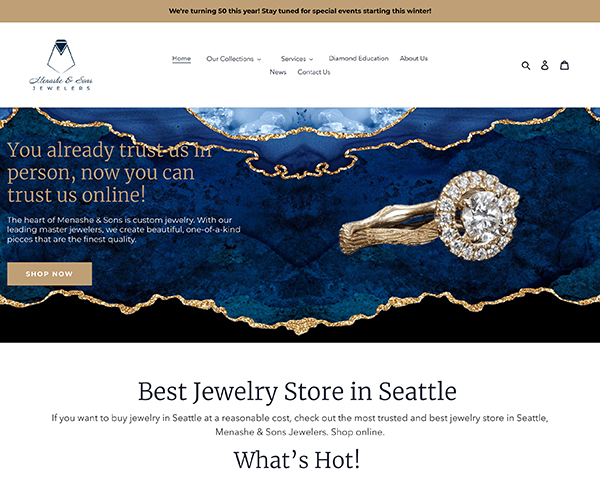 We're turning 50 this year! Stay tuned for special events starting this winter!
Menashe & Sons
JEWELERS
Home Our Collections Services Diamond Education About Us
News Contact Us
You already trust us in
person, now you can
trust us online!
The heart of Menashe & Sons is custom jewelry. With our
leading master jewelers, we create beautiful, one-of-a-kind
pieces that are the finest quality.
SHOP NOW
Best Jewelry Store in Seattle
If you want to buy jewelry in Seattle at a reasonable cost, check out the most trusted and best jewelry store in Seattle,
Menashe & Sons Jewelers. Shop online.
What's Hot!